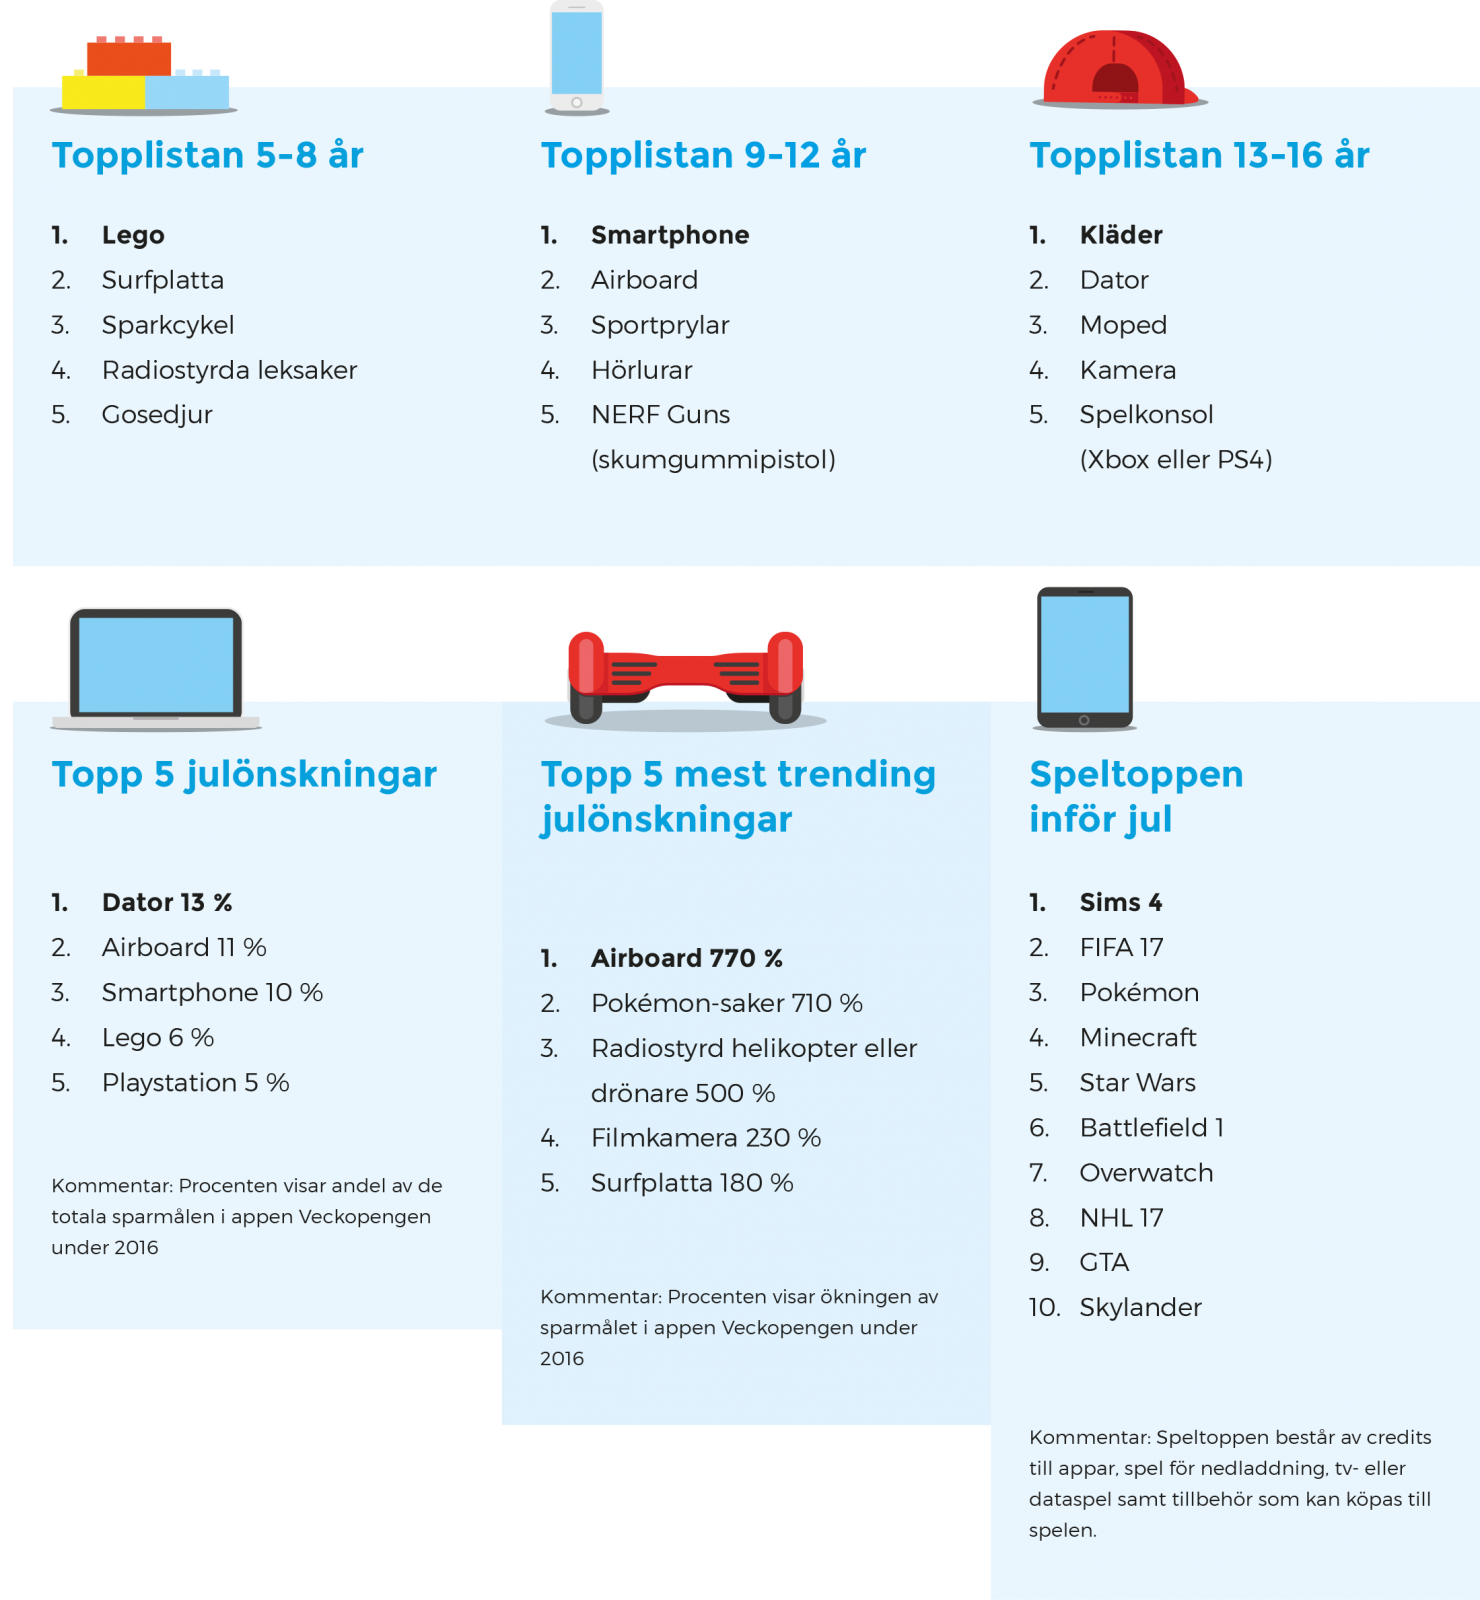 Topplistan 5-8 år
1. Lego
2. Surfplatta
3. Sparkcykel
4. Radiostyrda leksaker
5. Gosedjur
Topplistan 9-12 år
1. Smartphone
2. Airboard
3. Sportprylar
4. Hörlurar
5. NERF Guns
(skumgummipistol)
Topplistan 13-16 år
1. Kläder
2. Dator
3. Moped
4. Kamera
5. Spelkonsol
(Xbox eller PS4)
Topp 5 julönskningar
1. Dator 13 %
2. Airboard 11 %
3. Smartphone 10 %
4. Lego 6 %
5. Playstation 5 %
Kommentar: Procenten visar andel av de
totala sparmålen i appen Veckopengen
under 2016
Topp 5 mest trending
julönskningar
1. Airboard 770 %
2. Pokémon-saker 710 %
3. Radiostyrd helikopter eller
drönare 500 %
4. Filmkamera 230 %
5. Surfplatta 180 %
Kommentar: Procenten visar ökningen av
sparmålet i appen Veckopengen under
2016
Speltoppen
inför jul
1. Sims 4
2. FIFA 17
3. Pokémon
4. Minecraft
5. Star Wars
6. Battlefield 1
7. Overwatch
8. NHL 17
9. GTA
10. Skylander
Kommentar: Speltoppen består av credits
till appar, spel för nedladdning, tv- eller
dataspel samt tillbehör som kan köpas till
spelen.